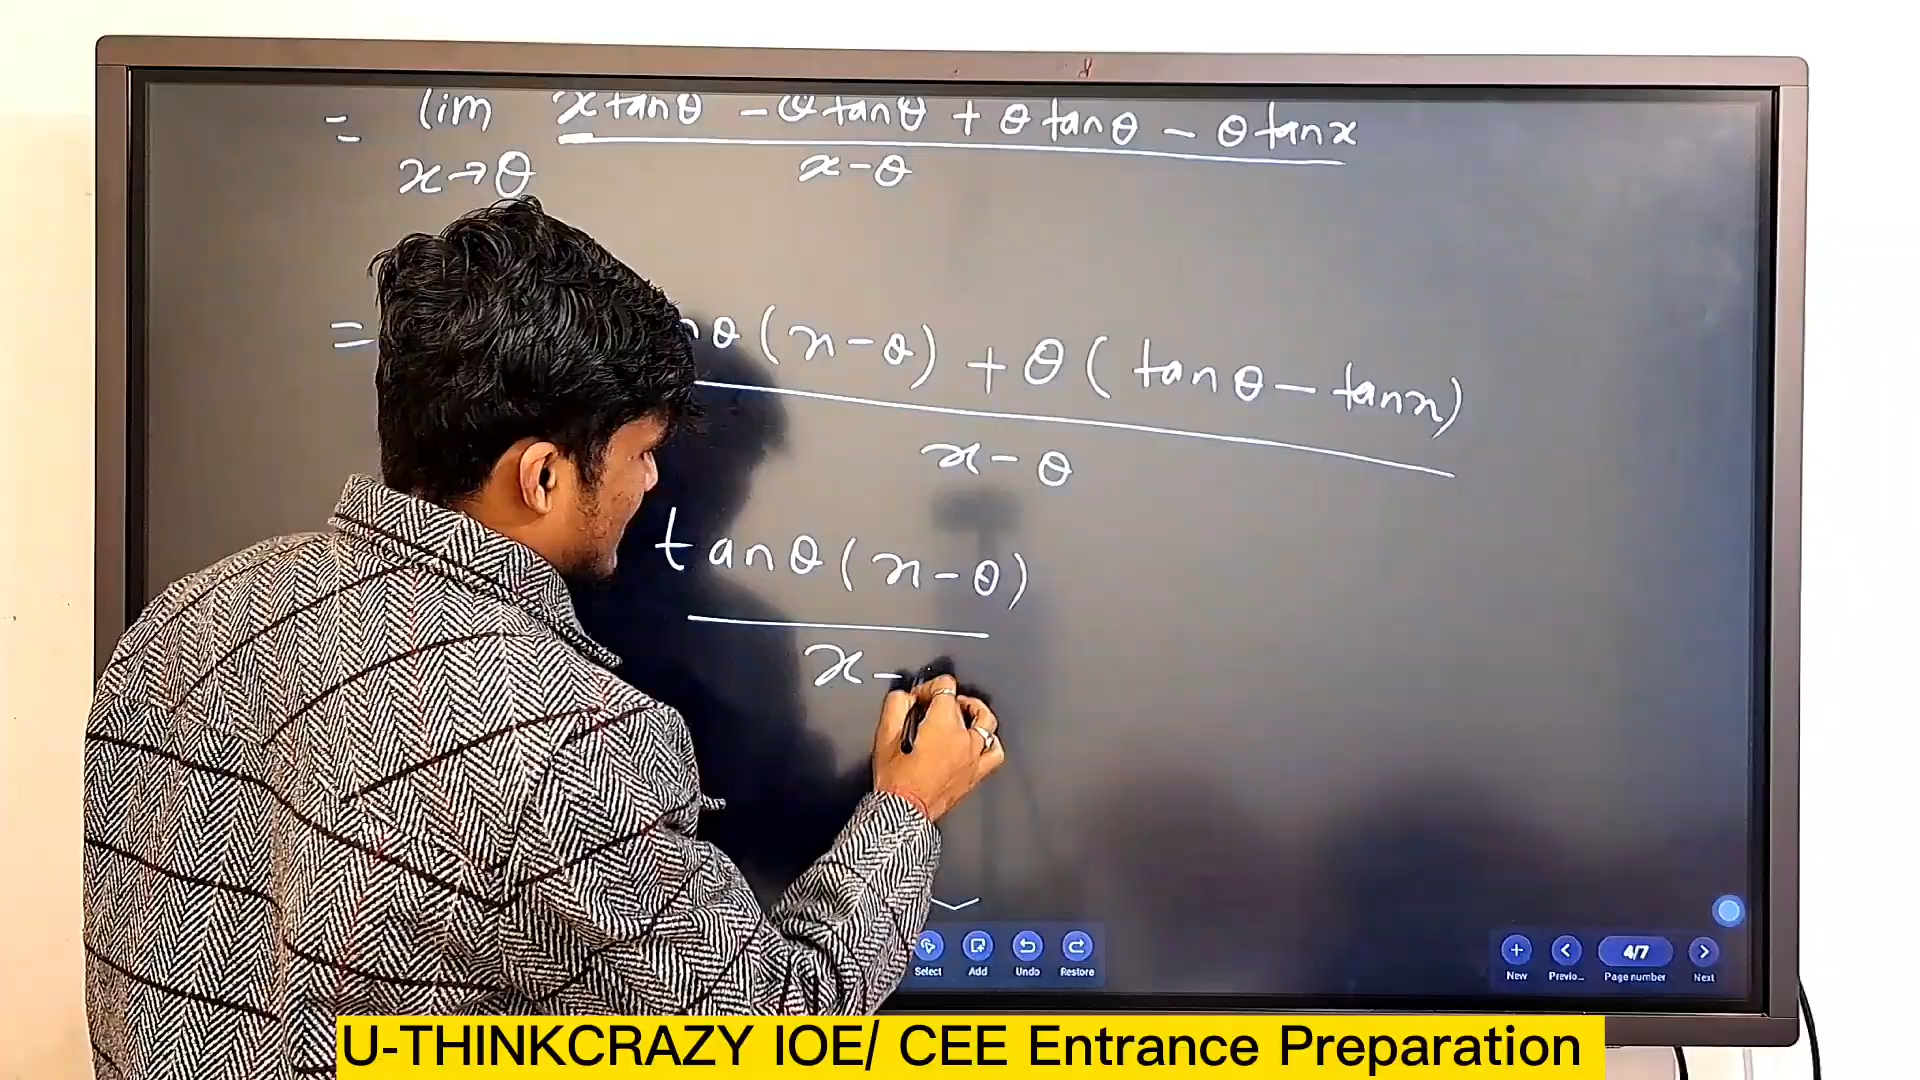 = lim x tanθ - θ tanθ + θ tanθ - θ tanx
x→θ x-θ
= θ (x-θ) + θ ( tanθ - tanx)
x - θ
tanθ (x-θ)
x -
Select Add Undo Restore
New Previo... 4/7 Page number Next
U-THINKCRAZY IOE/ CEE Entrance Preparation